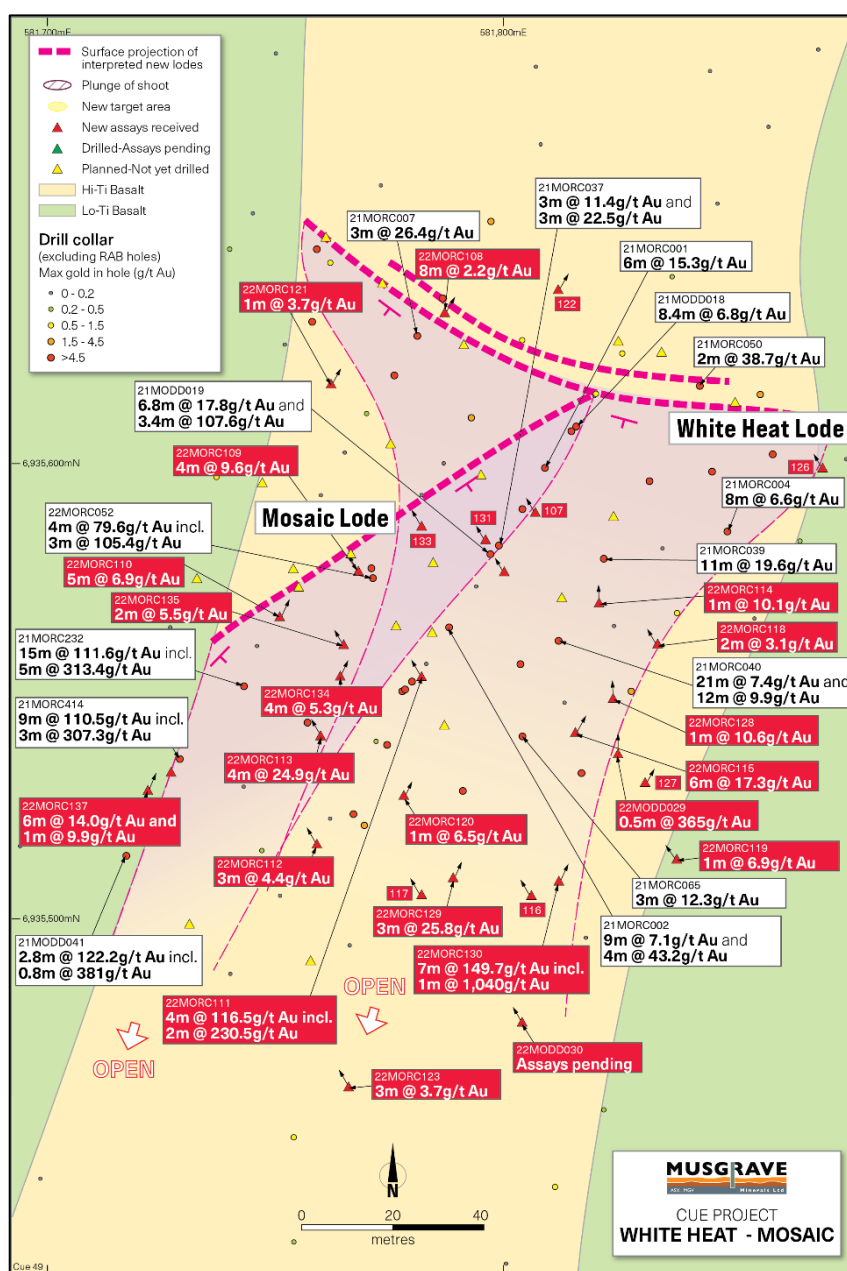 581,700mE
581,800mE
Surface projection of
interpreted new lodes
Plunge of shoot
New target area
New assays received
Drilled-Assays pending
Planned-Not yet drilled
Hi-Ti Basalt
Lo-Ti Basalt
Drill collar
(excluding RAB holes)
Max gold in hole (g/t Au)
0 - 0.2
0.2 - 0.5
0.5 - 1.5
1.5 - 4.5
>4.5
21MORC037
3m @ 11.4g/t Au and
3m @ 22.5g/t Au
21MORC007
3m @ 26.4g/t Au
22MORC108
8m @ 2.2g/t Au
21MORC001
6m @ 15.3g/t Au
22MORC121
1m @ 3.7g/t Au
122
21MODD018
8.4m @ 6.8g/t Au
21MORC050
2m @ 38.7g/t Au
21MODD019
6.8m @ 17.8g/t Au and
3.4m @ 107.6g/t Au
White Heat Lode
22MORC109
4m @ 9.6g/t Au
6,935,600mN
126
21MORC004
8m @ 6.6g/t Au
22MORC052
4m @ 79.6g/t Au incl.
3m @ 105.4g/t Au
Mosaic Lode
107
131
133
21MORC039
11m @ 19.6g/t Au
22MORC110
5m @ 6.9g/t Au
22MORC114
1m @ 10.1g/t Au
22MORC135
2m @ 5.5g/t Au
22MORC118
2m @ 3.1g/t Au
21MORC232
15m @ 111.6g/t Au incl.
5m @ 313.4g/t Au
21MORC040
21m @ 7.4g/t Au and
12m @ 9.9g/t Au
22MORC134
4m @ 5.3g/t Au
21MORC414
9m @ 110.5g/t Au incl.
3m @ 307.3g/t Au
22MORC128
1m @ 10.6g/t Au
22MORC113
4m @ 24.9g/t Au
22MORC115
6m @ 17.3g/t Au
127
22MORC137
6m @ 14.0g/t Au and
1m @ 9.9g/t Au
22MODD029
0.5m @ 365g/t Au
22MORC120
1m @ 6.5g/t Au
22MORC119
1m @ 6.9g/t Au
22MORC112
3m @ 4.4g/t Au
21MORC065
3m @ 12.3g/t Au
117
116
22MORC129
3m @ 25.8g/t Au
6,935,500mN
21MORC002
9m @ 7.1g/t Au and
4m @ 43.2g/t Au
21MODD041
2.8m @ 122.2g/t Au incl.
0.8m @ 381g/t Au
22MORC130
7m @ 149.7g/t Au incl.
1m @ 1,040g/t Au
22MORC111
4m @ 116.5g/t Au incl.
2m @ 230.5g/t Au
OPEN
OPEN
22MODD030
Assays pending
22MORC123
3m @ 3.7g/t Au
N
0 20 40
metres
MUSGRAVE
ASX: MGV Minerals Ltd
CUE PROJECT
WHITE HEAT - MOSAIC
Cue 49